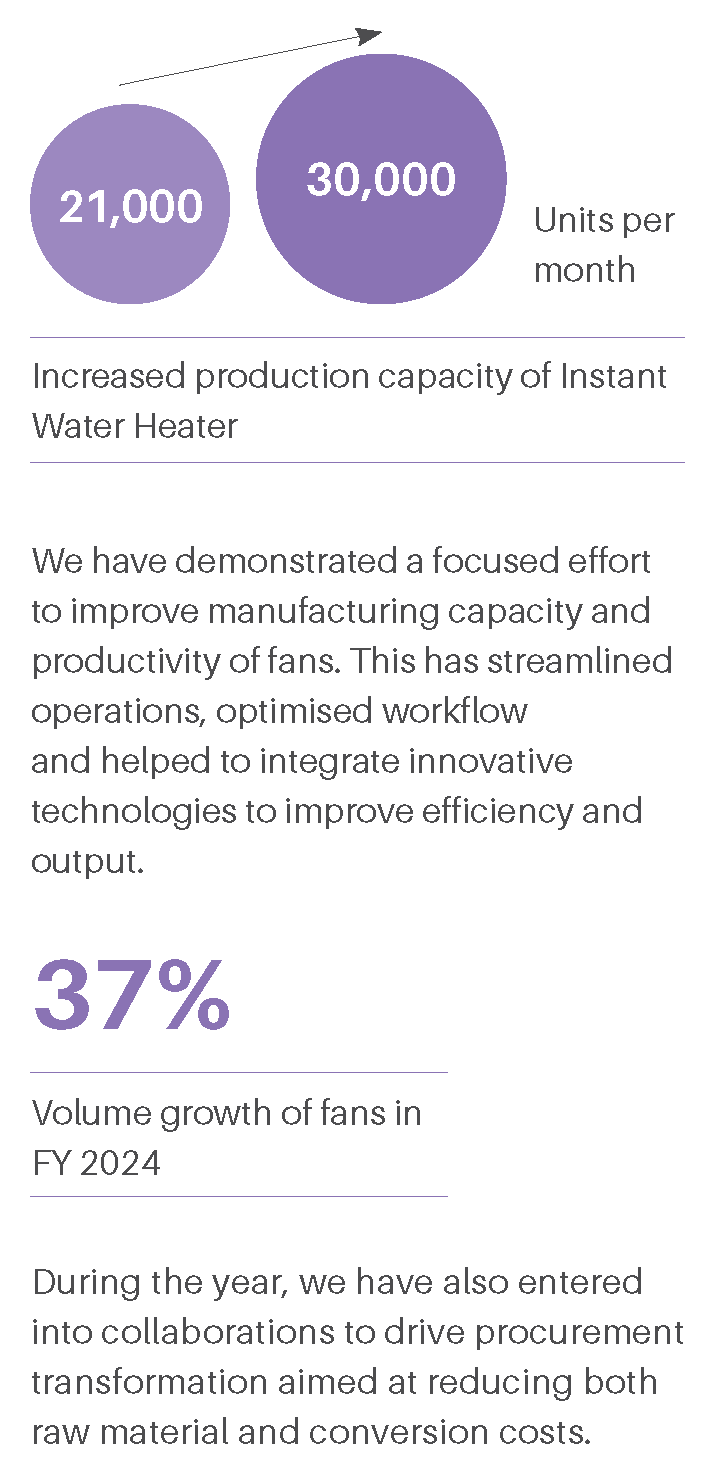 21,000
30,000
Units per
month
Increased production capacity of Instant
Water Heater
We have demonstrated a focused effort
to improve manufacturing capacity and
productivity of fans. This has streamlined
operations, optimised workflow
and helped to integrate innovative
technologies to improve efficiency and
output.
37%
Volume growth of fans in
FY 2024
During the year, we have also entered
into collaborations to drive procurement
transformation aimed at reducing both
raw material and conversion costs.